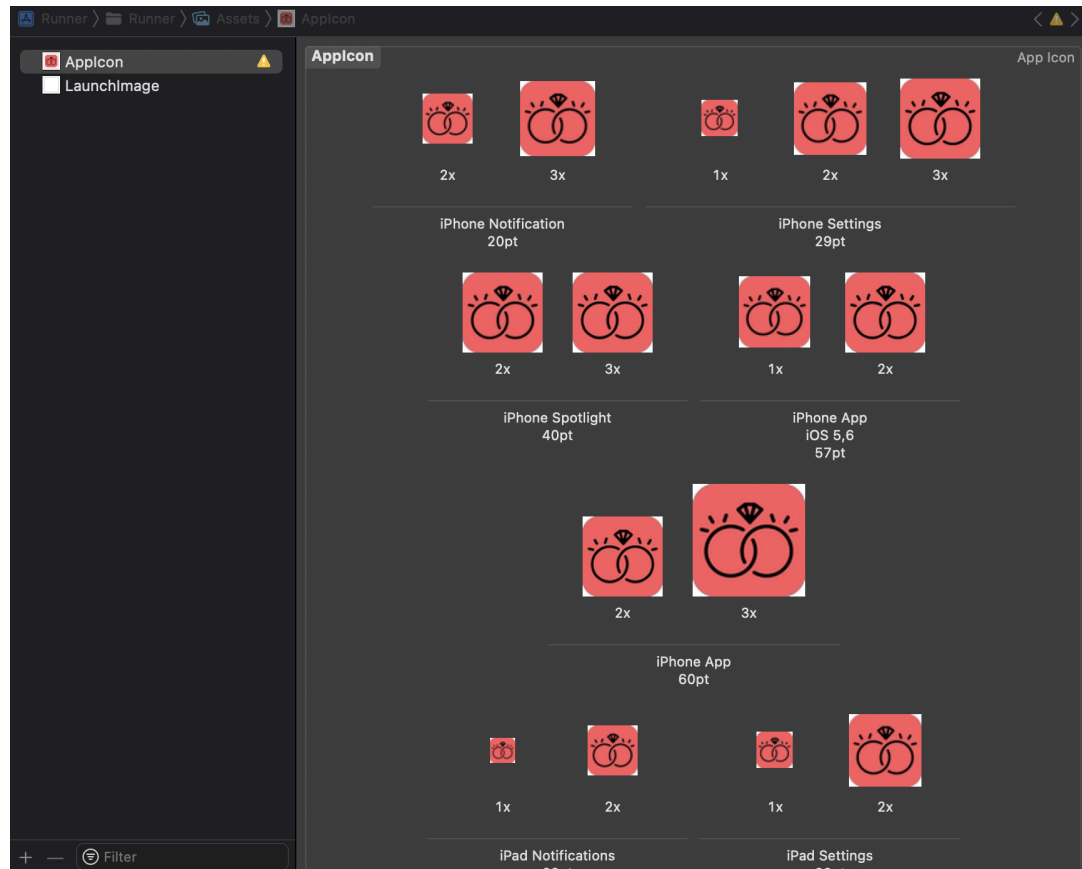 Runner 〉 Runner 〉 Assets 〉 AppIcon
AppIcon
LaunchImage
AppIcon
App Icon
2x 3x 1x 2x 3x
iPhone Notification
20pt
iPhone Settings
29pt
2x 3x 1x 2x
iPhone Spotlight
40pt
iPhone App
iOS 5,6
57pt
2x 3x
iPhone App
60pt
1x 2x 1x 2x
iPad Notifications
iPad Settings
Filter